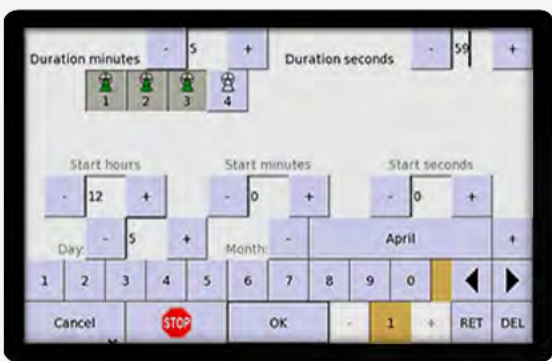 Duration minutes - 5 + Duration seconds - 59 +
1 2 3 4
Start hours Start minutes Start seconds
- 12 + - 0 + - 0 +
Day: - 5 + Month: - April +
1 2 3 4 5 6 7 8 9 0
Cancel STOP OK - 1 + RET DEL